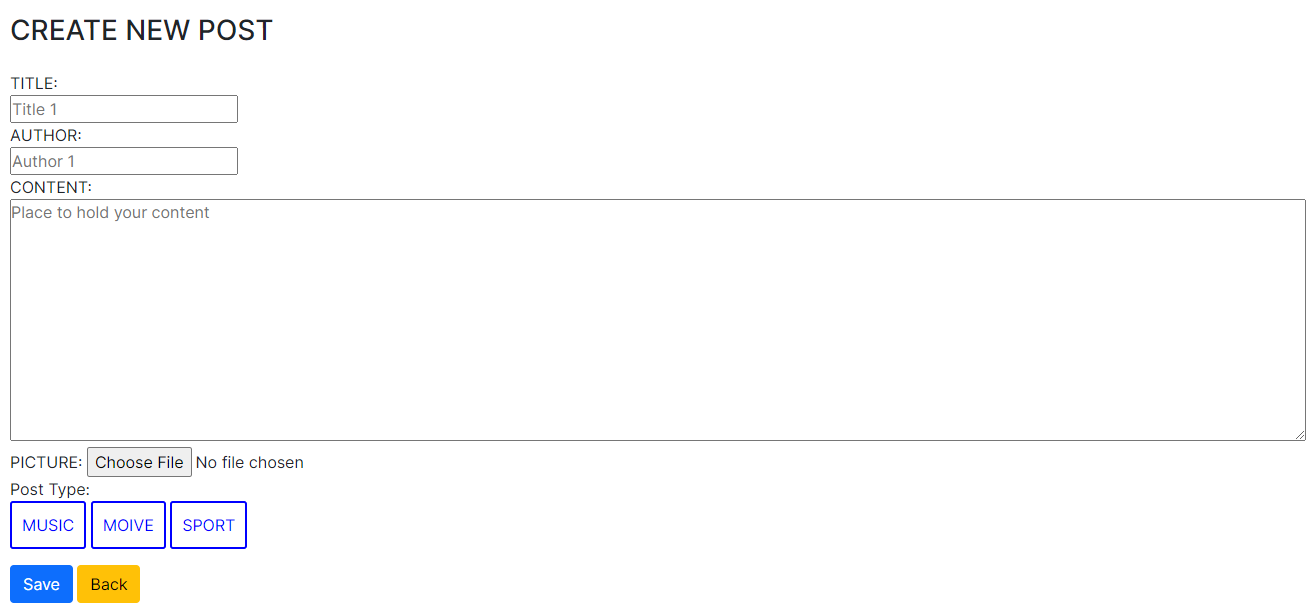 CREATE NEW POST
TITLE:
Title 1
AUTHOR:
Author 1
CONTENT:
Place to hold your content
PICTURE: Choose File No file chosen
Post Type:
MUSIC MOIVE SPORT
Save Back